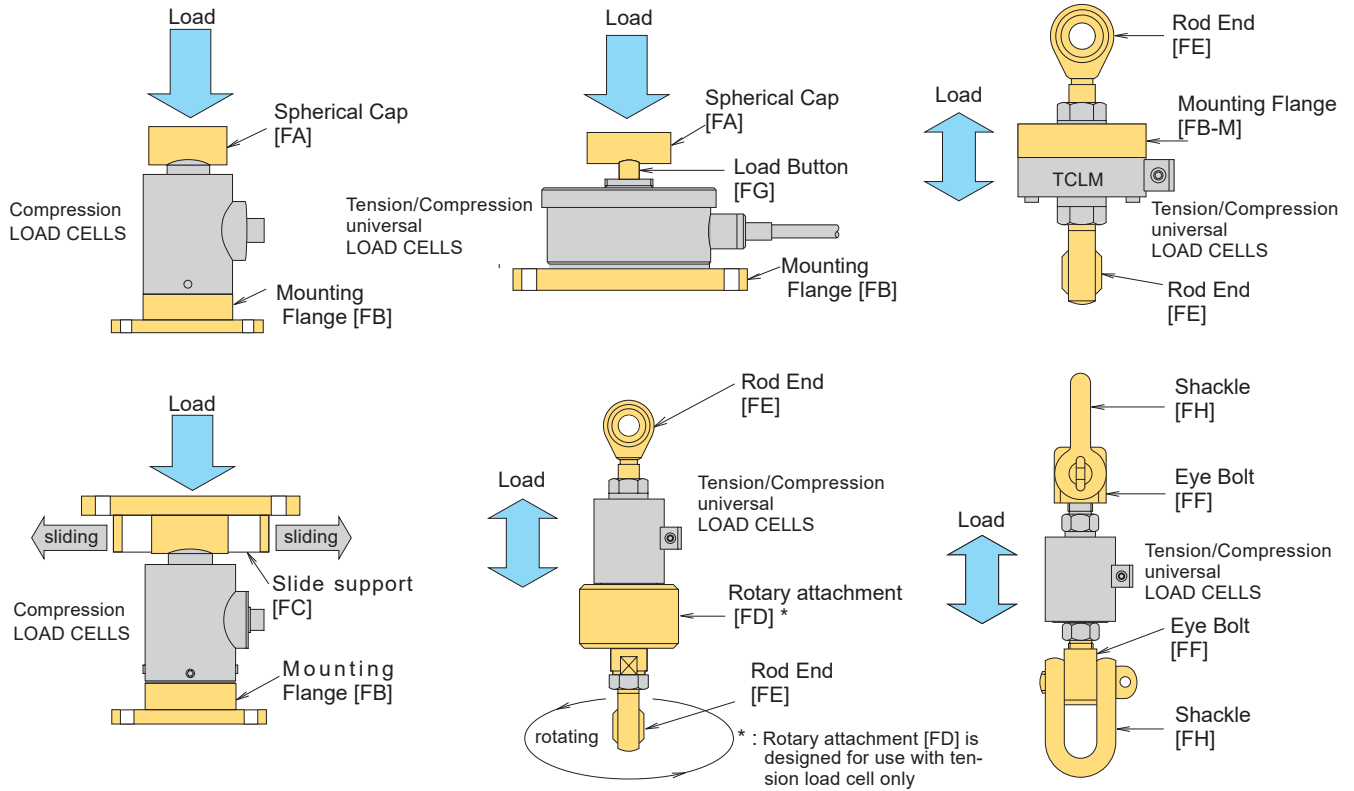 Load
Spherical Cap
[FA]
Compression
LOAD CELLS
Mounting
Flange [FB]
Load
Spherical Cap
[FA]
Load Button
[FG]
Tension/Compression
universal
LOAD CELLS
Mounting
Flange [FB]
Rod End
[FE]
Load
Mounting Flange
[FB-M]
TCLM
Tension/Compression
universal
LOAD CELLS
Rod End
[FE]
Load
sliding
sliding
Slide support
[FC]
Compression
LOAD CELLS
Mounting
Flange [FB]
Rod End
[FE]
Load
Tension/Compression
universal
LOAD CELLS
Rotary attachment
[FD] *
Rod End
[FE]
rotating
* : Rotary attachment [FD] is
designed for use with ten-
sion load cell only
Shackle
[FH]
Eye Bolt
[FF]
Load
Tension/Compression
universal
LOAD CELLS
Eye Bolt
[FF]
Shackle
[FH]